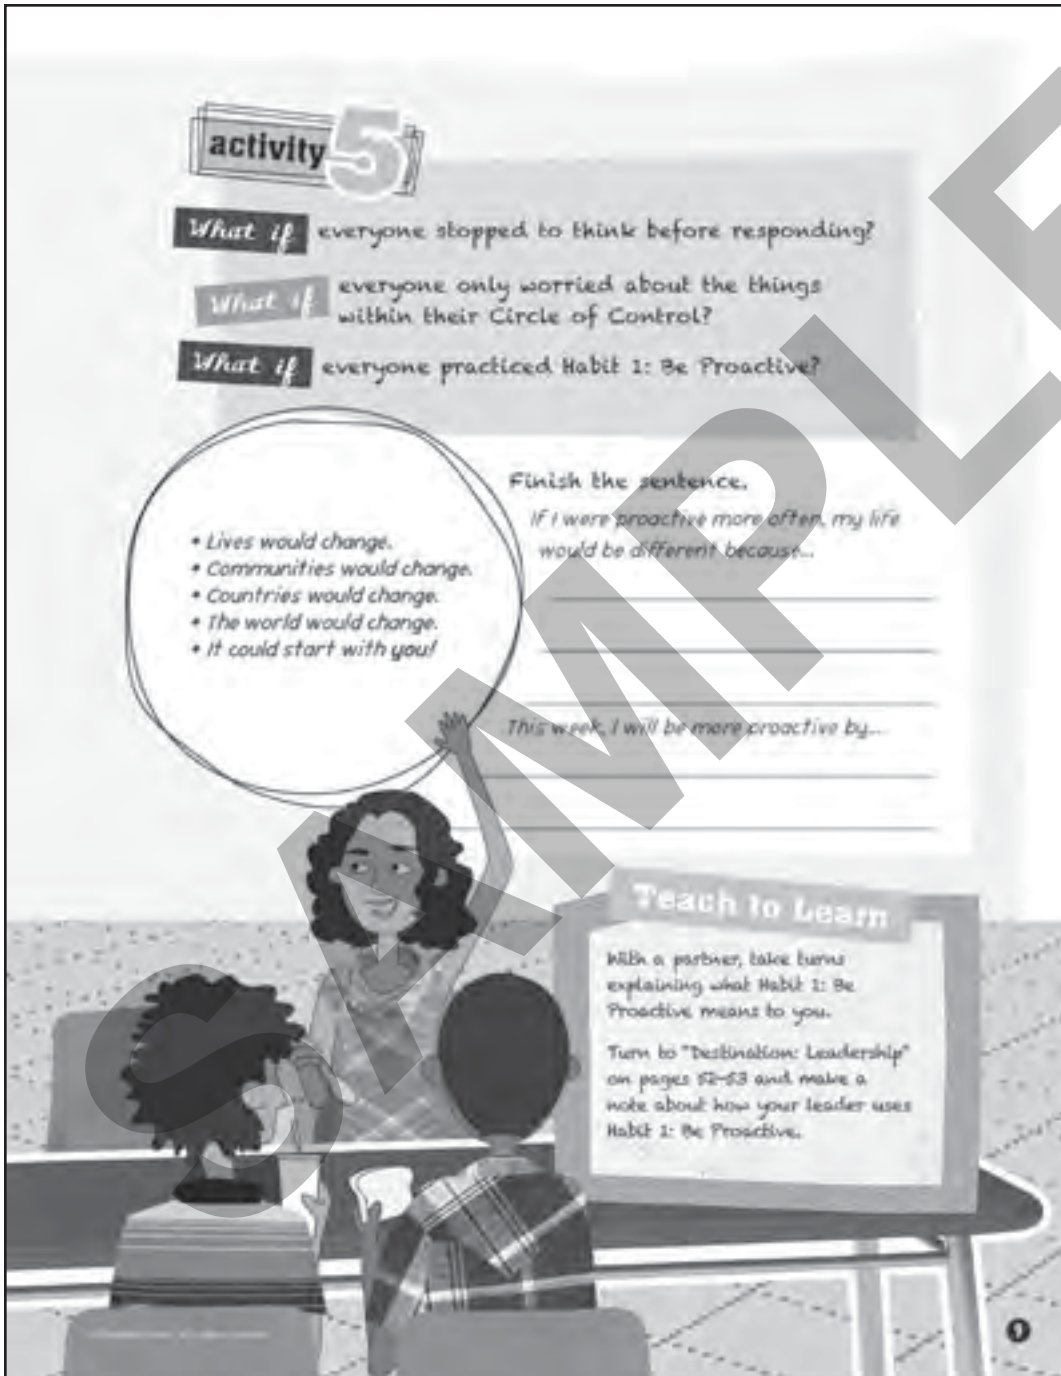 activity 5
What if everyone stopped to think before responding?
What if everyone only worried about the things
within their Circle of Control?
What if everyone practiced Habit 1: Be Proactive?
• Lives would change.
• Communities would change.
• Countries would change.
• The world would change.
• It could start with you!
Finish the sentence.
If I were proactive more often, my life
would be different because...
This week, I will be more proactive by...
Teach to Learn
With a partner, take turns
explaining what Habit 1: Be
Proactive means to you.
Turn to "Destination: Leadership"
on pages 52–53 and make a
note about how your leader uses
Habit 1: Be Proactive.
9
SAMPLE